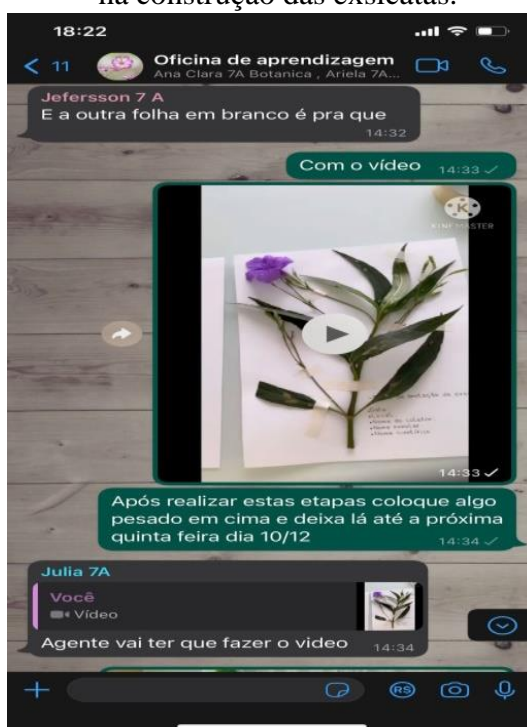 na construção das exsicatas.
18:22
11
Oficina de aprendizagem
Ana Clara 7A Botanica , Ariela 7A...
Jefersson 7 A
E a outra folha em branco é pra que
14:32
Com o vídeo 14:33
KINEMASTER
14:33
Após realizar estas etapas coloque algo
pesado em cima e deixa lá até a próxima
quinta feira dia 10/12
14:34
Julia 7A
Você
Vídeo
Agente vai ter que fazer o video 14:34
RS